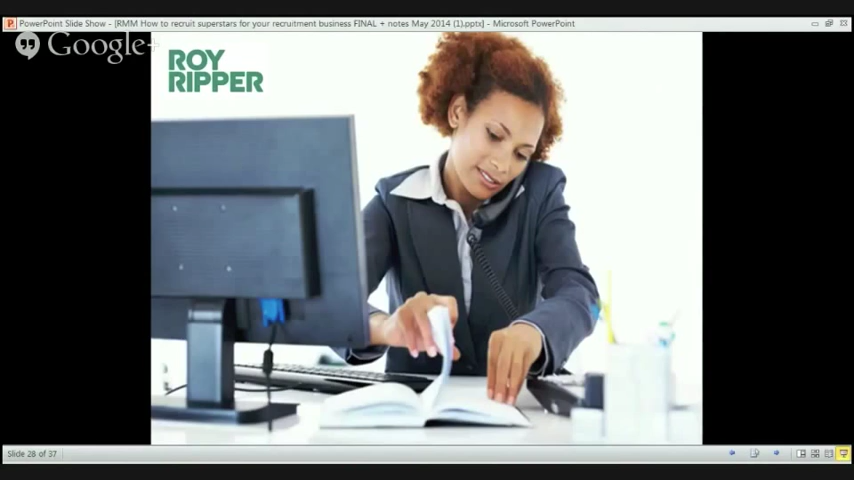 PowerPoint Slide Show - [RMM How to recruit superstars for your recruitment business FINAL + notes May 2014 (1).pptx] - Microsoft PowerPoint
Google+
ROY
RIPPER
Slide 28 of 37